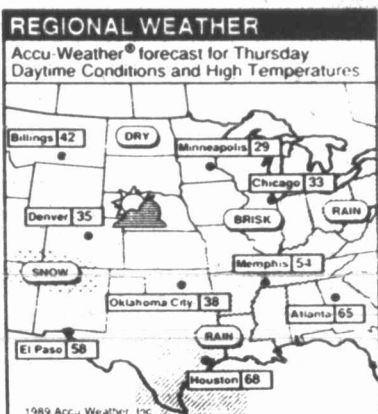 REGIONAL WEATHER
Accu-Weather® forecast for Thursday
Daytime Conditions and High Temperatures
Billings 42
DRY
Minneapolis 29
Chicago 33
Denver 35
BRISK
RAIN
SNOW
Memphis 54
Oklahoma City 38
Atlanta 65
RAIN
El Paso 58
Houston 68
1989 Accu Weather, Inc